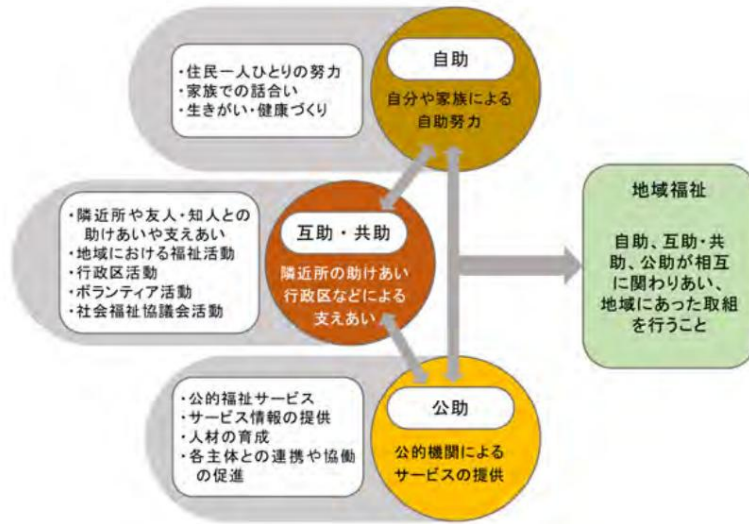 自助
自分や家族による
自助努力
・住民一人ひとりの努力
・家族での話合い
・生きがい・健康づくり
互助・共助
隣近所の助けあい
行政区などによる
支えあい
・隣近所や友人・知人との
助けあいや支えあい
・地域における福祉活動
・行政区活動
・ボランティア活動
・社会福祉協議会活動
公助
公的機関による
サービスの提供
・公的福祉サービス
・サービス情報の提供
・人材の育成
・各主体との連携や協働
の促進
地域福祉
自助、互助・共
助、公助が相互
に関わりあい、
地域にあった取組
を行うこと